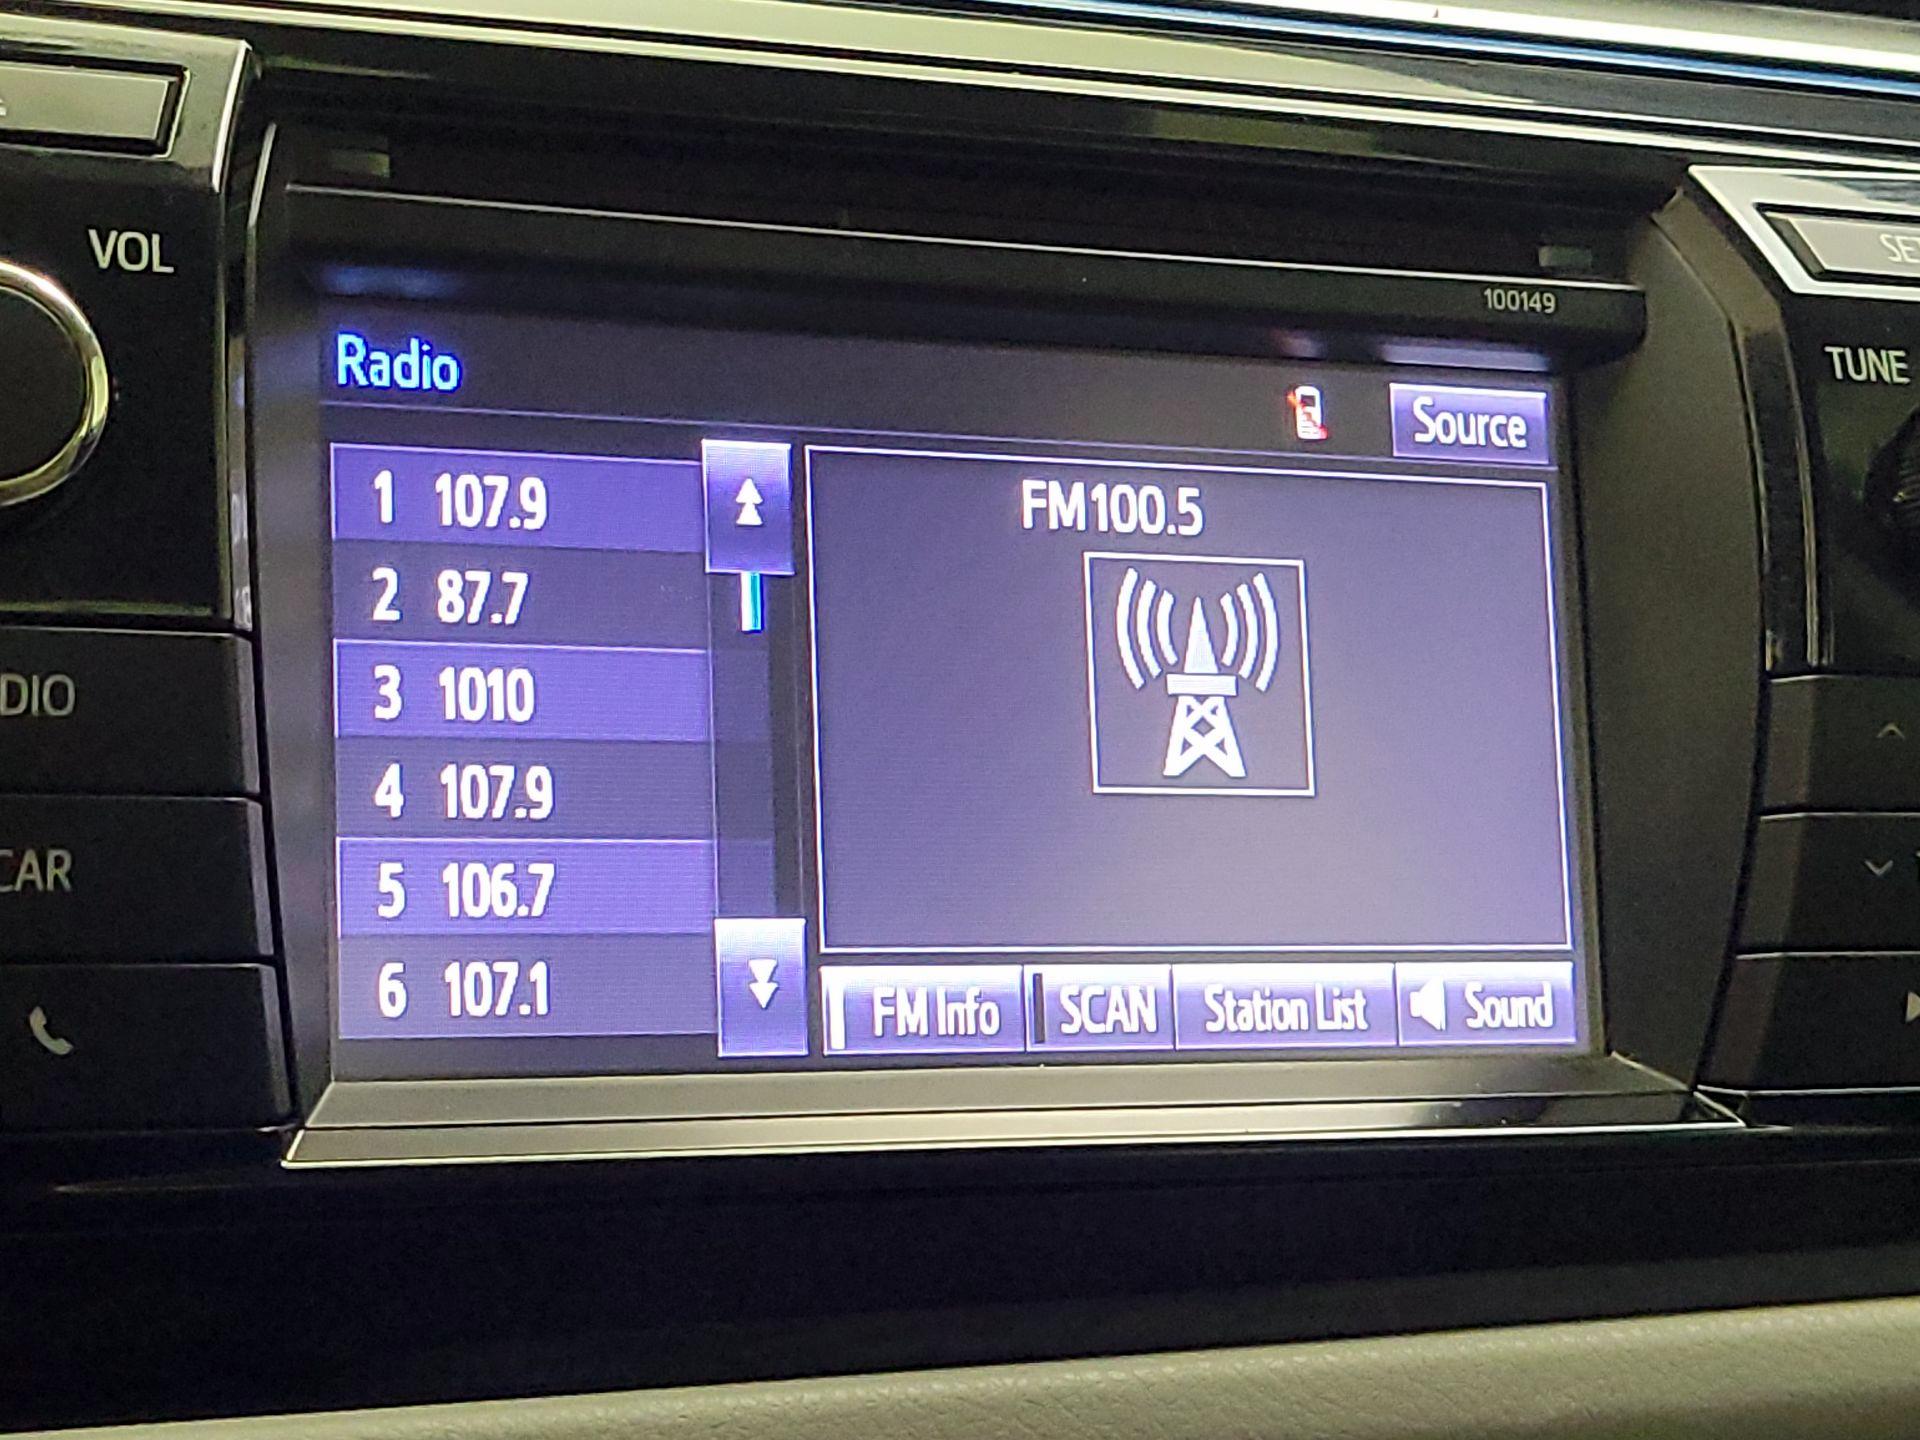 VOL
100149
TUNE
Radio
Source
1 107.9
2 87.7
3 1010
4 107.9
5 106.7
6 107.1
FM100.5
FM Info
SCAN
Station List
Sound
DIO
CAR
SE